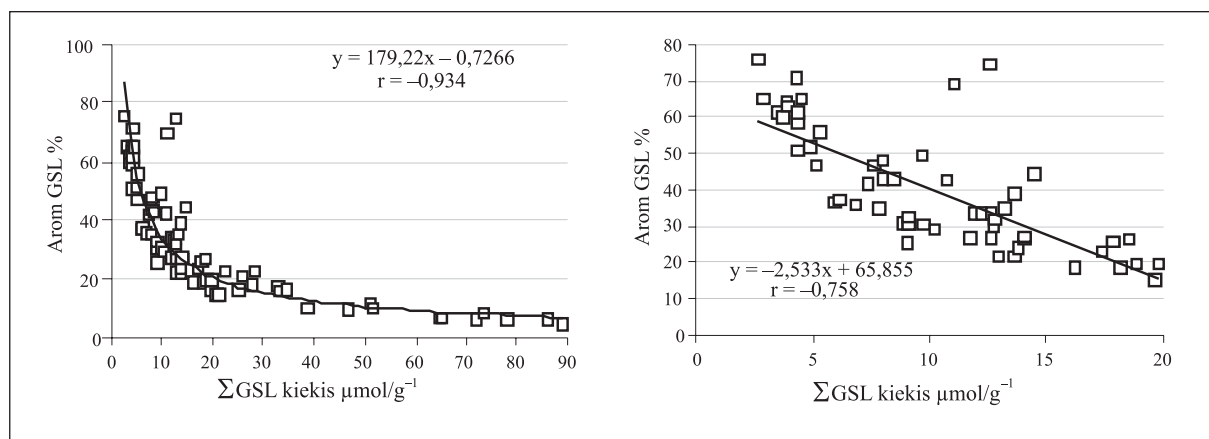 100
80
60
40
20
0
Arom GSL %
y = 179,22x – 0,7266
r = –0,934
0 10 20 30 40 50 60 70 80 90
∑GSL kiekis µmol/g⁻¹
80
70
60
50
40
30
20
10
0
Arom GSL %
y = –2,533x + 65,855
r = –0,758
0 5 10 15 20
∑GSL kiekis µmol/g⁻¹